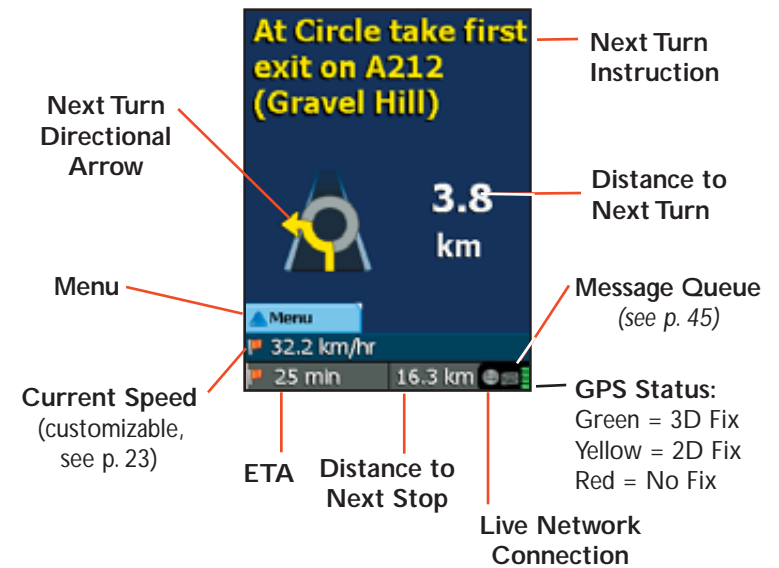 At Circle take first
exit on A212
(Gravel Hill)
Next Turn
Instruction
Next Turn
Directional
Arrow
3.8
km
Distance to
Next Turn
Menu
Menu
Message Queue
(see p. 45)
32.2 km/hr
25 min
16.3 km
Current Speed
(customizable,
see p. 23)
ETA
Distance to
Next Stop
GPS Status:
Green = 3D Fix
Yellow = 2D Fix
Red = No Fix
Live Network
Connection